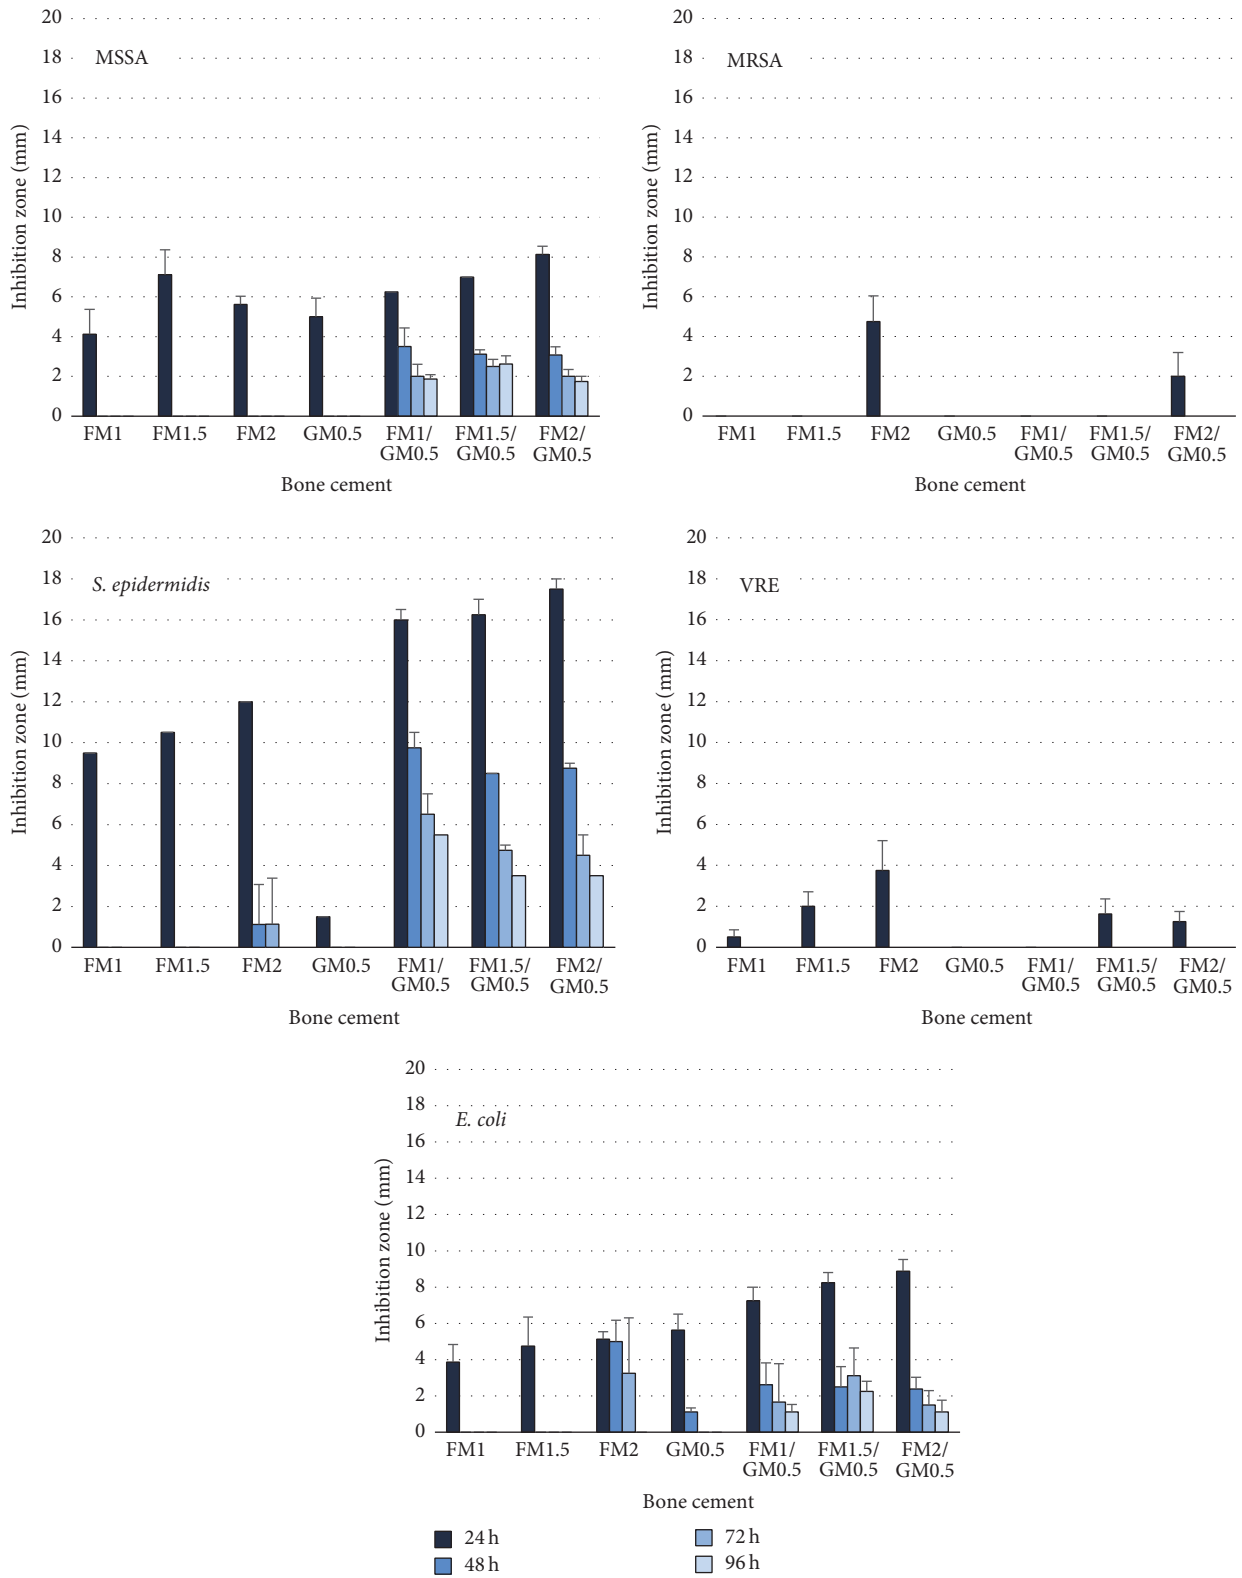 MSSA
20
18
16
14
12
10
8
6
4
2
0
Inhibition zone (mm)
FM1 FM1.5 FM2 GM0.5 FM1/ FM1.5/ FM2/
GM0.5 GM0.5 GM0.5
Bone cement
MRSA
20
18
16
14
12
10
8
6
4
2
0
Inhibition zone (mm)
FM1 FM1.5 FM2 GM0.5 FM1/ FM1.5/ FM2/
GM0.5 GM0.5 GM0.5
Bone cement
S. epidermidis
20
18
16
14
12
10
8
6
4
2
0
Inhibition zone (mm)
FM1 FM1.5 FM2 GM0.5 FM1/ FM1.5/ FM2/
GM0.5 GM0.5 GM0.5
Bone cement
VRE
20
18
16
14
12
10
8
6
4
2
0
Inhibition zone (mm)
FM1 FM1.5 FM2 GM0.5 FM1/ FM1.5/ FM2/
GM0.5 GM0.5 GM0.5
Bone cement
E. coli
20
18
16
14
12
10
8
6
4
2
0
Inhibition zone (mm)
FM1 FM1.5 FM2 GM0.5 FM1/ FM1.5/ FM2/
GM0.5 GM0.5 GM0.5
Bone cement
24 h 72 h
48 h 96 h